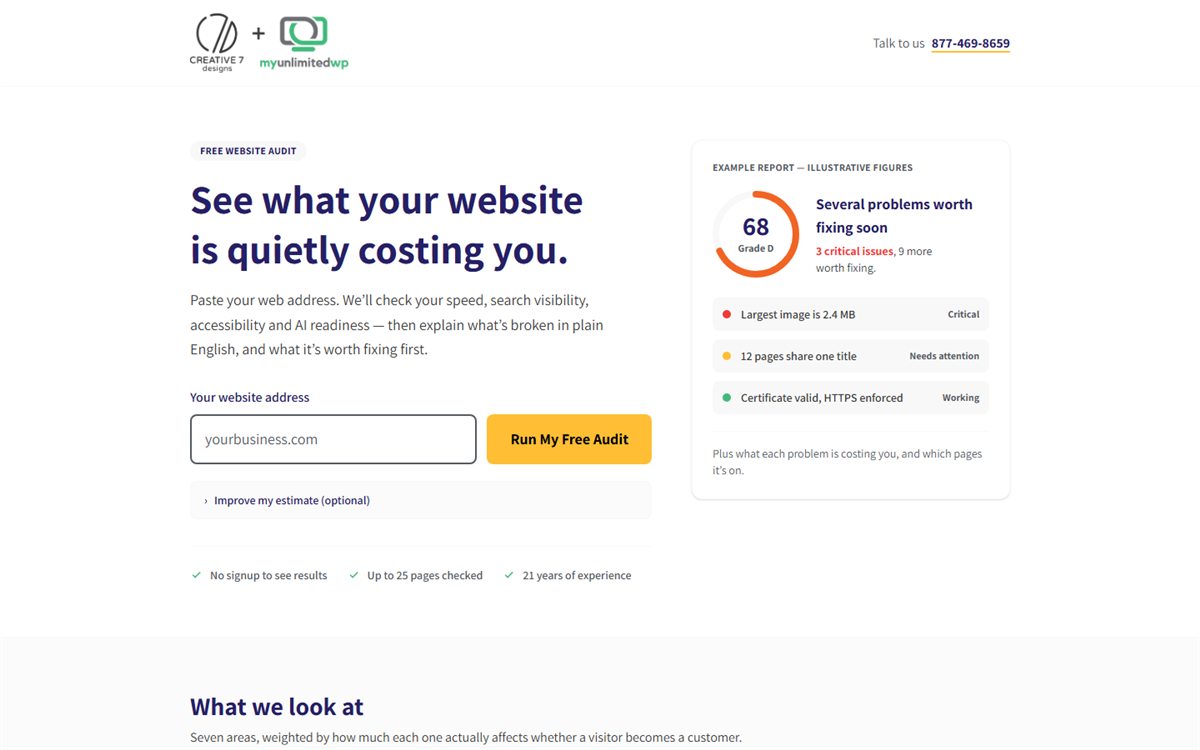 CREATIVE 7
designs
+
myunlimitedwp
Talk to us 877-469-8659
FREE WEBSITE AUDIT
See what your website
is quietly costing you.
Paste your web address. We’ll check your speed, search visibility,
accessibility and AI readiness — then explain what’s broken in plain
English, and what it’s worth fixing first.
Your website address
yourbusiness.com
Run My Free Audit
› Improve my estimate (optional)
No signup to see results
Up to 25 pages checked
21 years of experience
EXAMPLE REPORT — ILLUSTRATIVE FIGURES
68
Grade D
Several problems worth
fixing soon
3 critical issues, 9 more
worth fixing.
Largest image is 2.4 MB Critical
12 pages share one title Needs attention
Certificate valid, HTTPS enforced Working
Plus what each problem is costing you, and which pages
it’s on.
What we look at
Seven areas, weighted by how much each one actually affects whether a visitor becomes a customer.